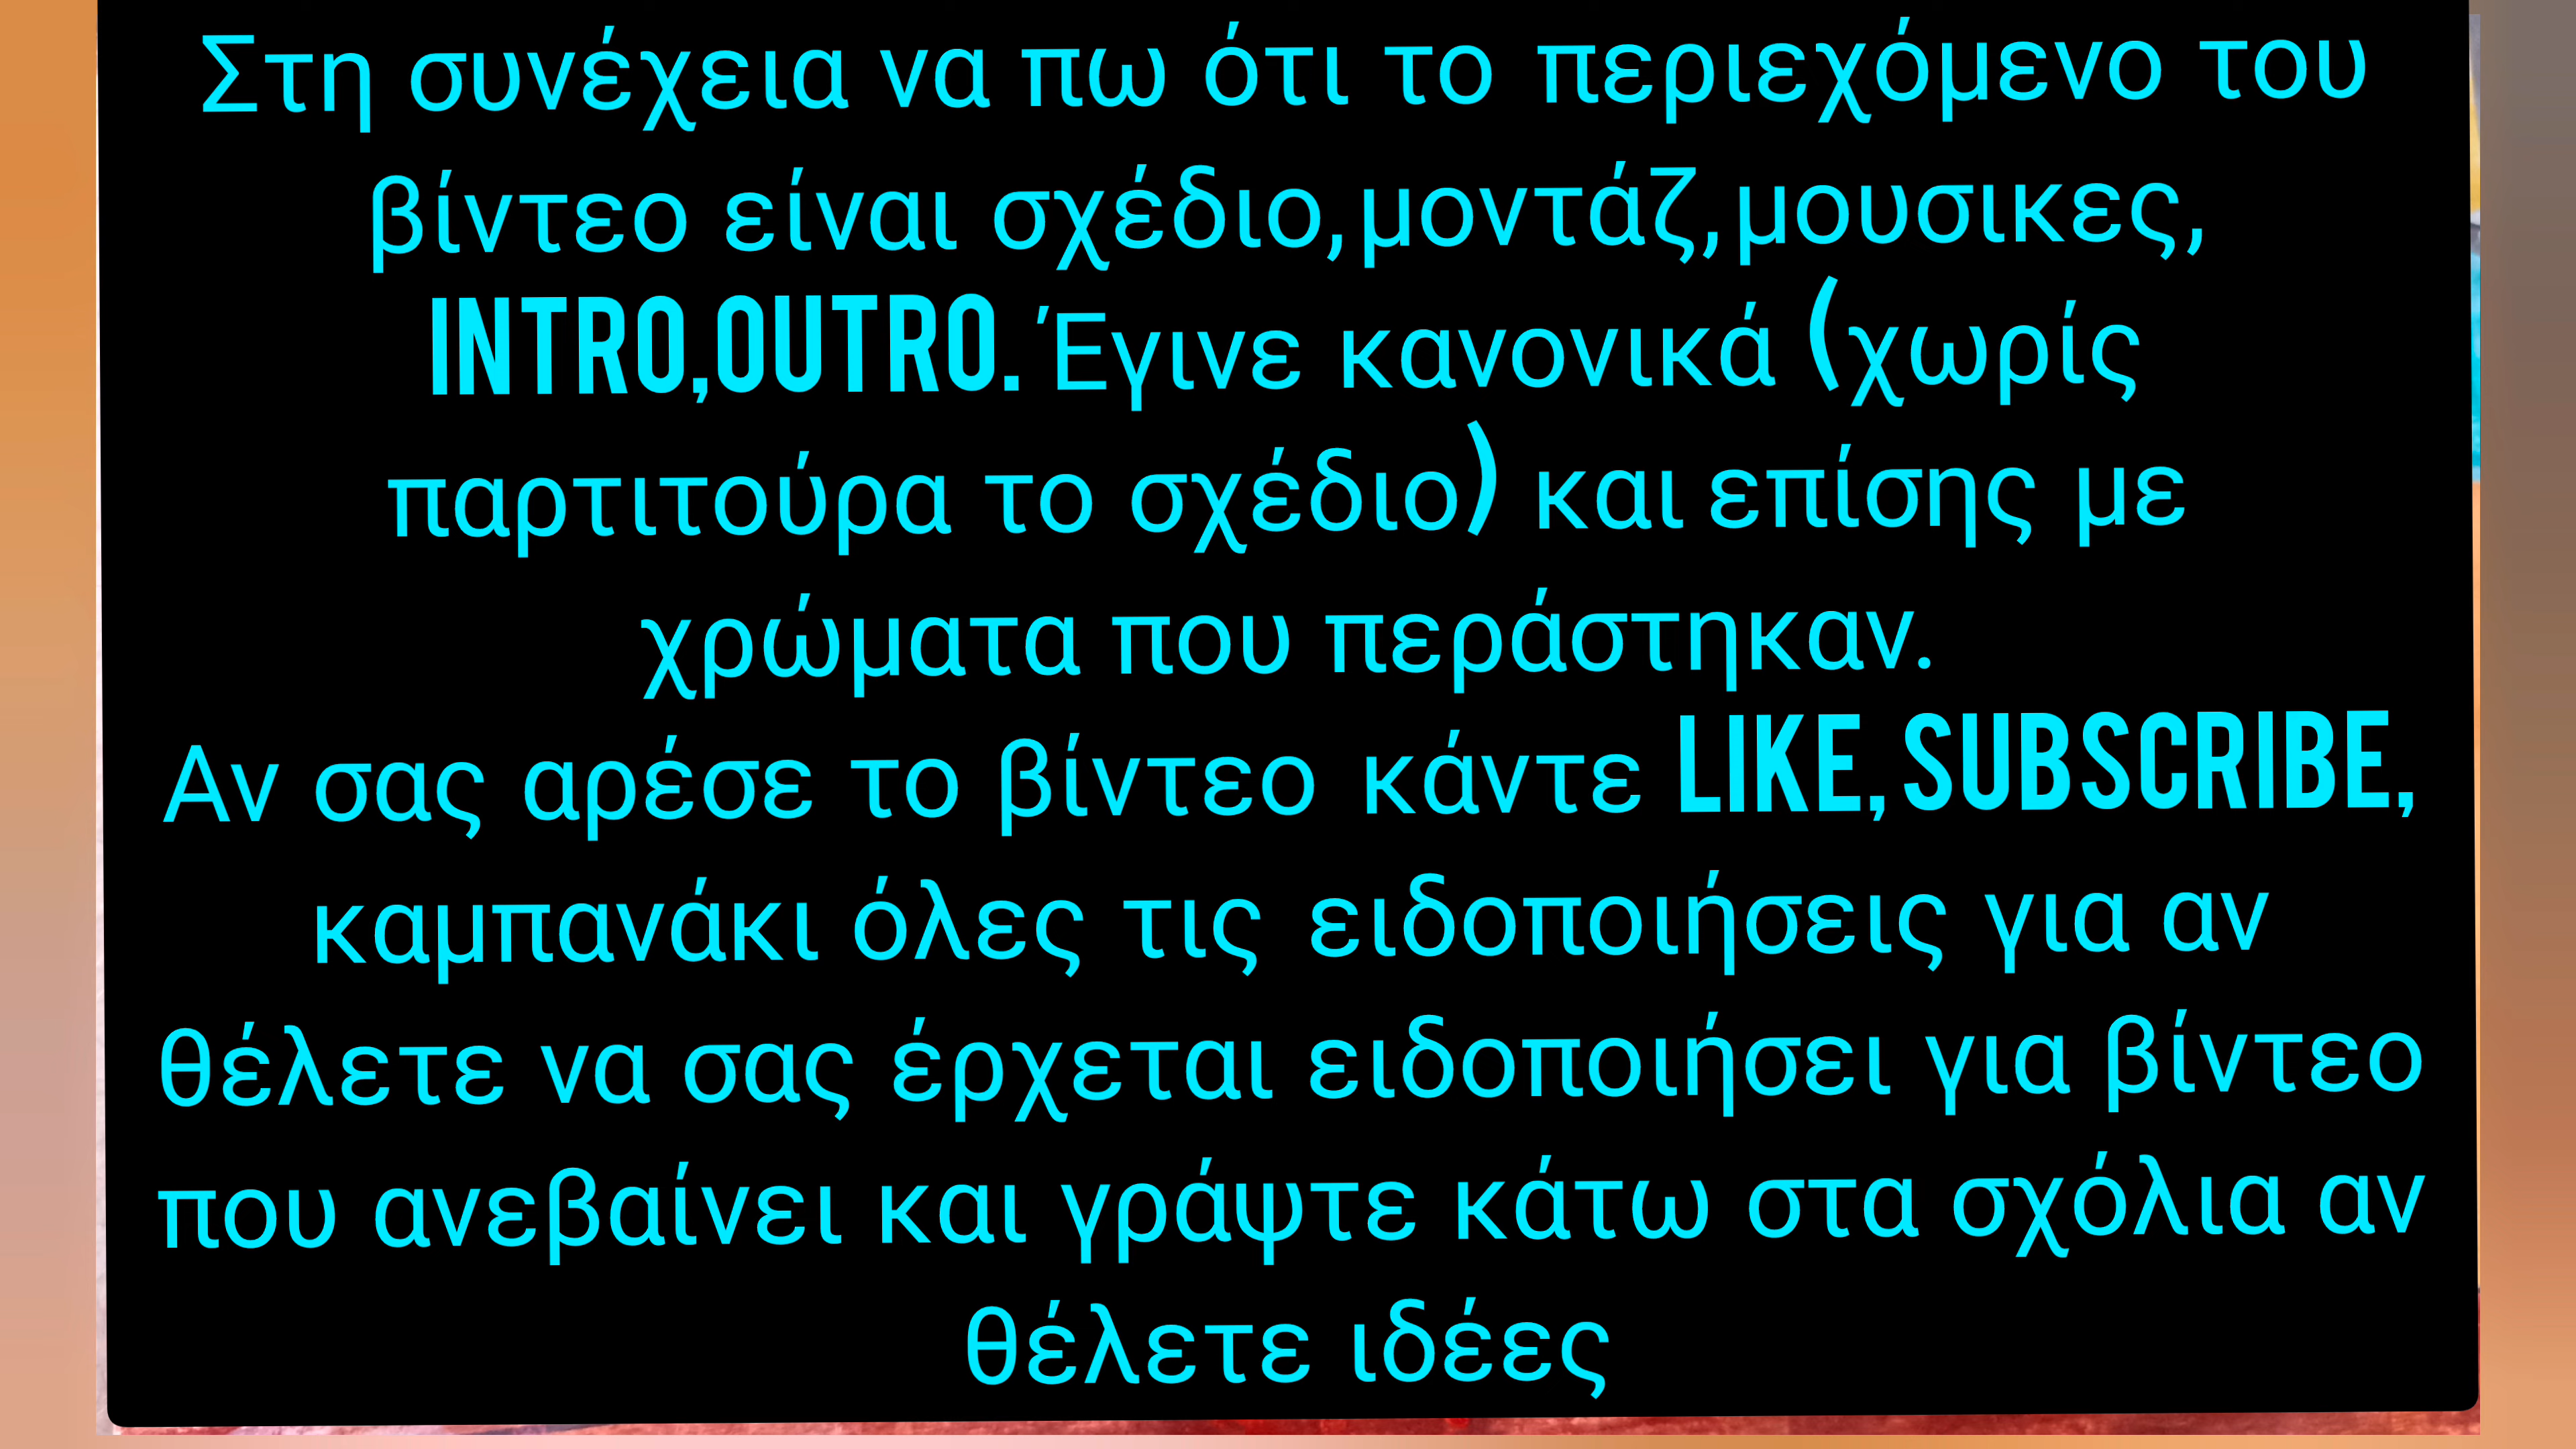 Στη συνέχεια να πω ότι το περιεχόμενο του
βίντεο είναι σχέδιο,μοντάζ,μουσικες,
INTRO,OUTRO. Έγινε κανονικά (χωρίς
παρτιτούρα το σχέδιο) και επίσης με
χρώματα που περάστηκαν.
Αν σας αρέσε το βίντεο κάντε LIKE, SUBSCRIBE,
καμπανάκι όλες τις ειδοποιήσεις για αν
θέλετε να σας έρχεται ειδοποιήσει για βίντεο
που ανεβαίνει και γράψτε κάτω στα σχόλια αν
θέλετε ιδέες